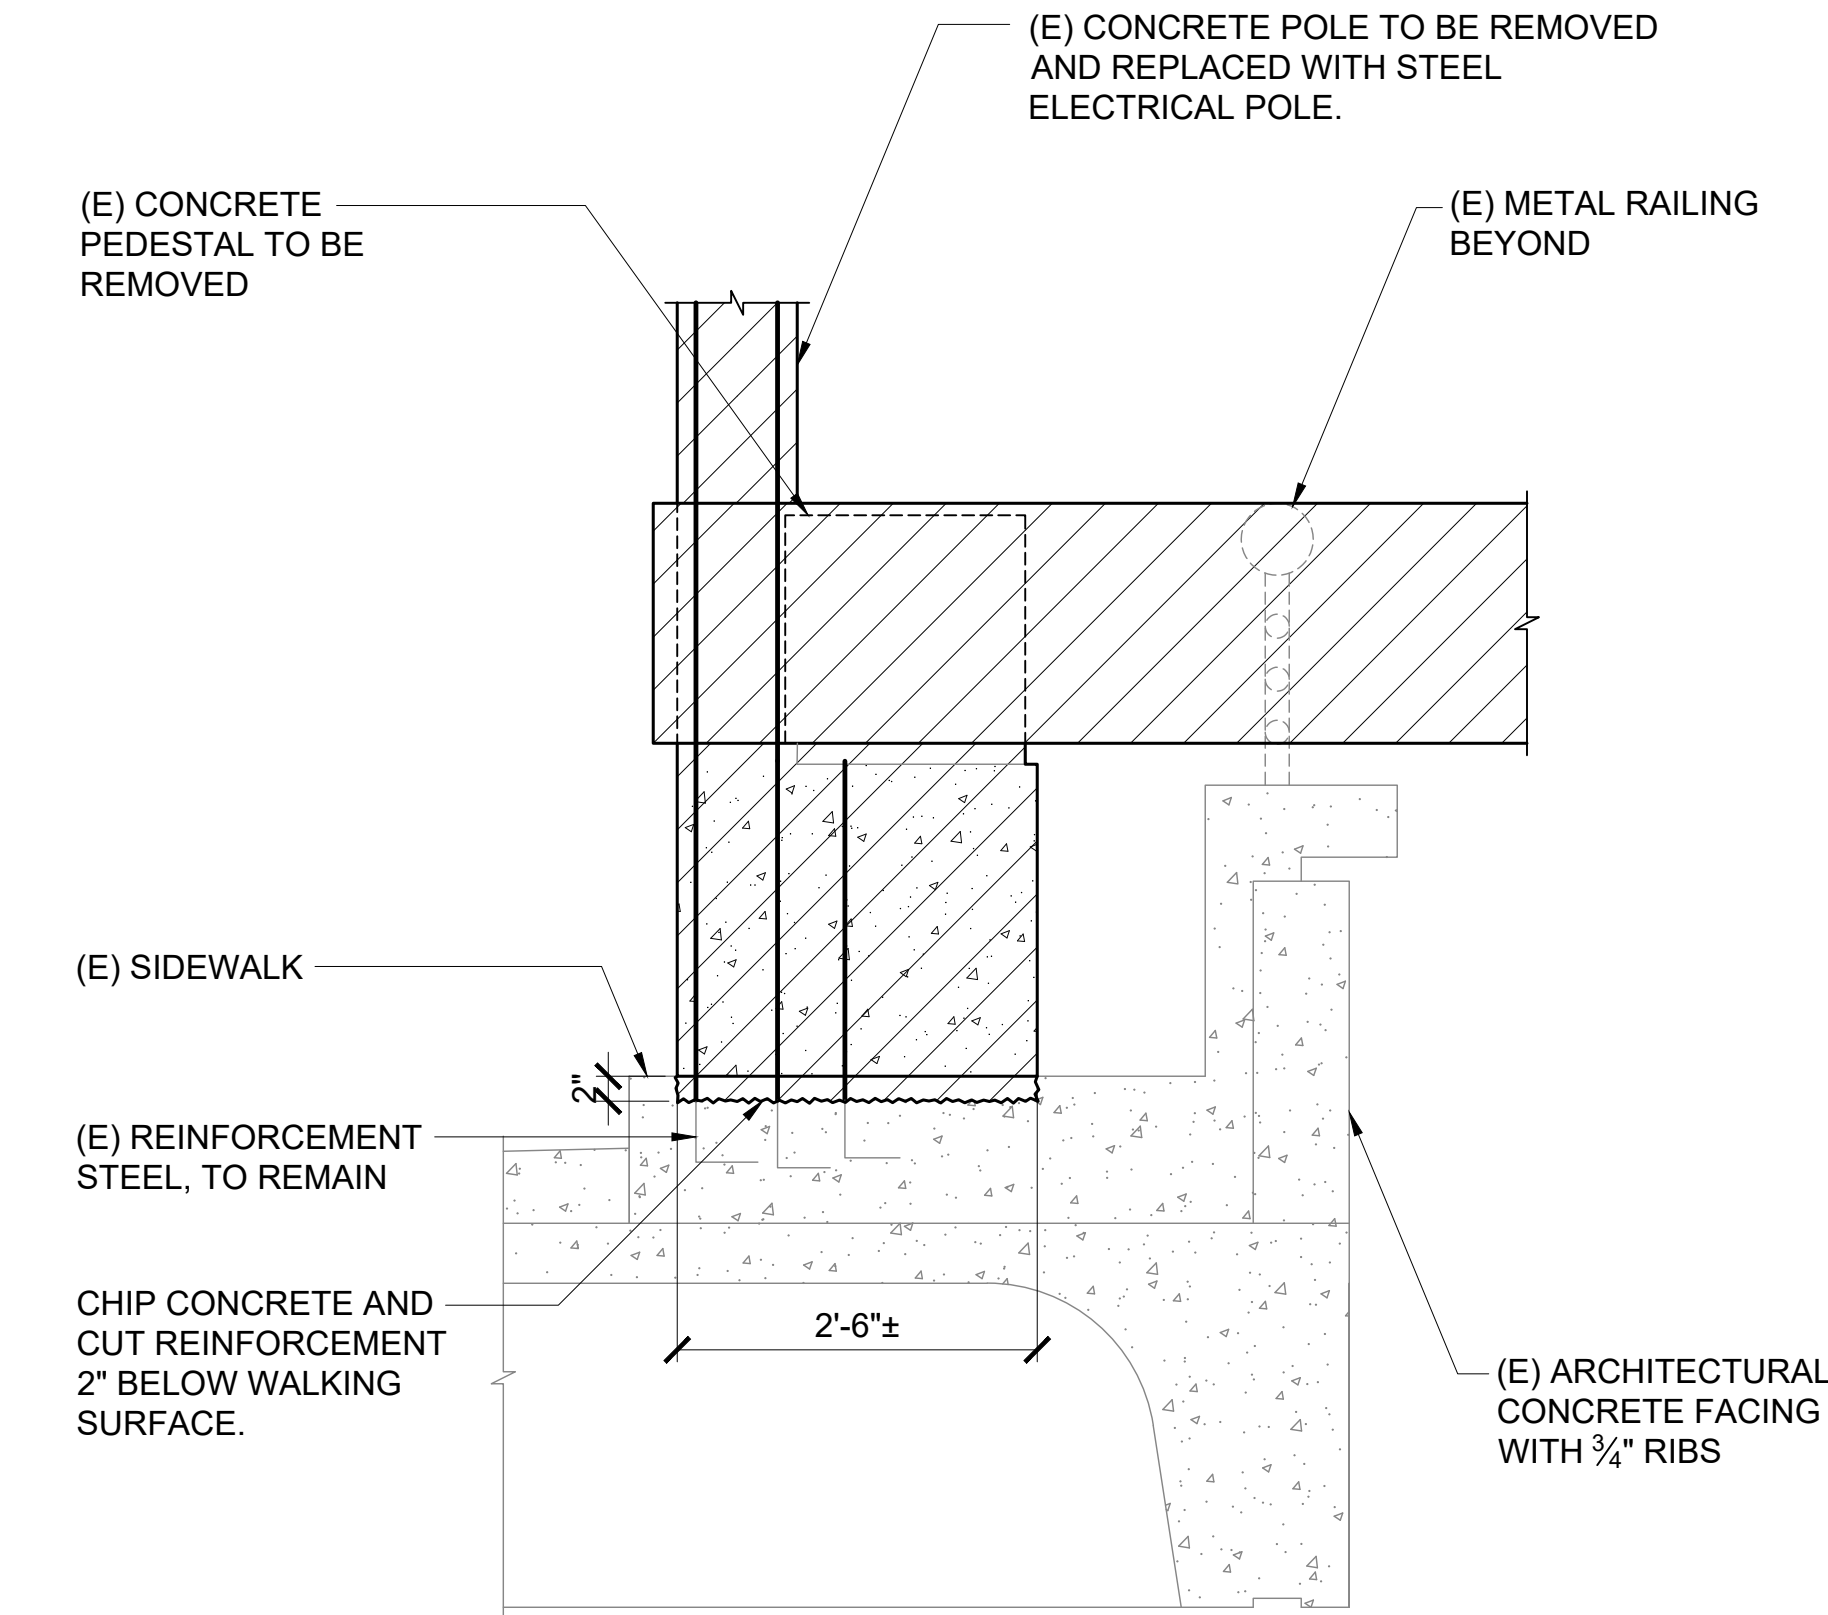 (E) CONCRETE POLE TO BE REMOVED
AND REPLACED WITH STEEL
ELECTRICAL POLE.
(E) CONCRETE
PEDESTAL TO BE
REMOVED
(E) METAL RAILING
BEYOND
(E) SIDEWALK
2"
(E) REINFORCEMENT
STEEL, TO REMAIN
CHIP CONCRETE AND
CUT REINFORCEMENT
2" BELOW WALKING
SURFACE.
2'-6"±
(E) ARCHITECTURAL
CONCRETE FACING
WITH ¾" RIBS